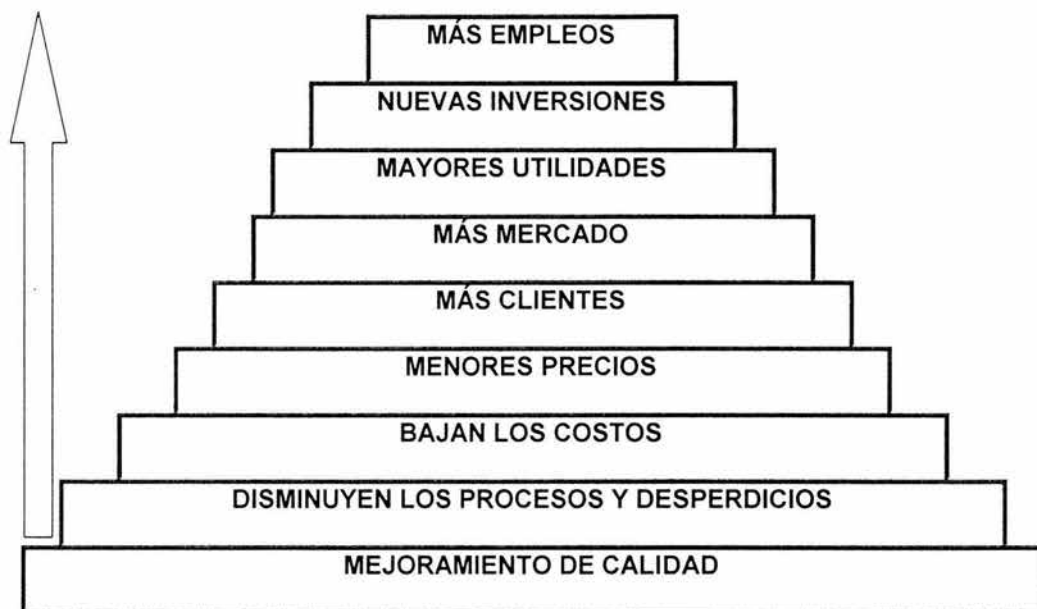 MÁS EMPLEOS
NUEVAS INVERSIONES
MAYORES UTILIDADES
MÁS MERCADO
MÁS CLIENTES
MENORES PRECIOS
BAJAN LOS COSTOS
DISMINUYEN LOS PROCESOS Y DESPERDICIOS
MEJORAMIENTO DE CALIDAD